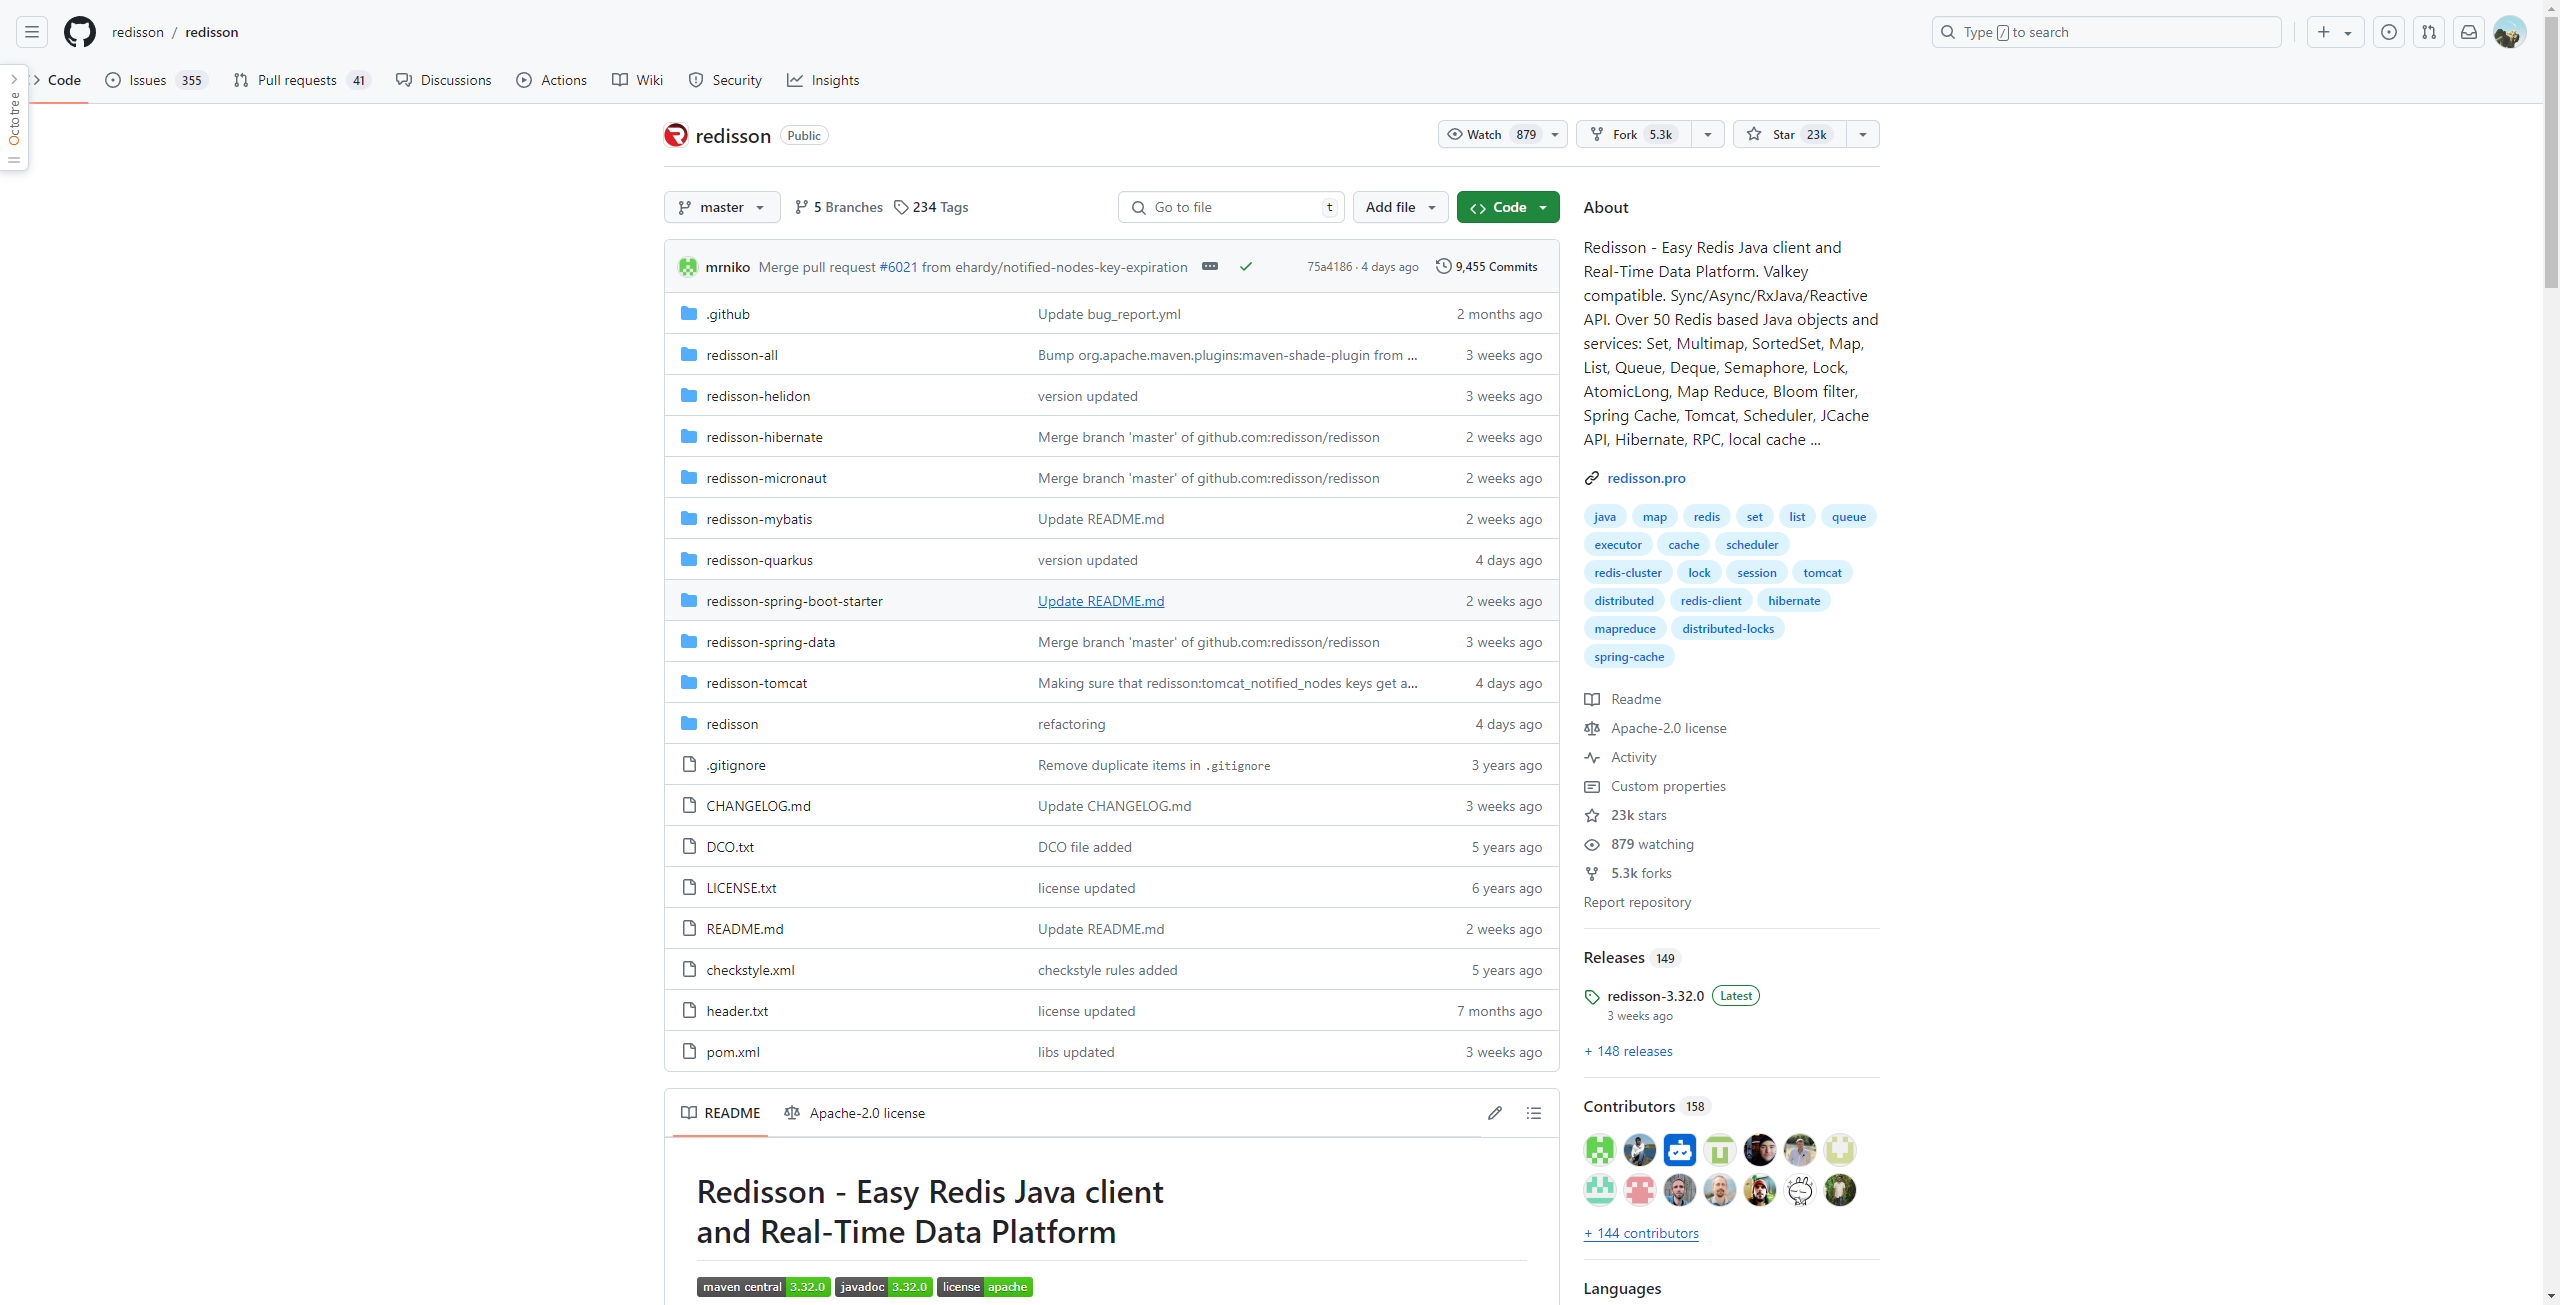 redisson / redisson
Type / to search
Code Issues 355 Pull requests 41 Discussions Actions Wiki Security Insights
Octotree
redisson Public
Watch 879 Fork 5.3k Star 23k
master 5 Branches 234 Tags Go to file t Add file Code
mrniko Merge pull request #6021 from ehardy/notified-nodes-key-expiration 75a4186 · 4 days ago 9,455 Commits
.github Update bug_report.yml 2 months ago
redisson-all Bump org.apache.maven.plugins:maven-shade-plugin from ... 3 weeks ago
redisson-helidon version updated 3 weeks ago
redisson-hibernate Merge branch 'master' of github.com:redisson/redisson 2 weeks ago
redisson-micronaut Merge branch 'master' of github.com:redisson/redisson 2 weeks ago
redisson-mybatis Update README.md 2 weeks ago
redisson-quarkus version updated 4 days ago
redisson-spring-boot-starter Update README.md 2 weeks ago
redisson-spring-data Merge branch 'master' of github.com:redisson/redisson 3 weeks ago
redisson-tomcat Making sure that redisson:tomcat_notified_nodes keys get a... 4 days ago
redisson refactoring 4 days ago
.gitignore Remove duplicate items in .gitignore 3 years ago
CHANGELOG.md Update CHANGELOG.md 3 weeks ago
DCO.txt DCO file added 5 years ago
LICENSE.txt license updated 6 years ago
README.md Update README.md 2 weeks ago
checkstyle.xml checkstyle rules added 5 years ago
header.txt license updated 7 months ago
pom.xml libs updated 3 weeks ago
README Apache-2.0 license
Redisson - Easy Redis Java client
and Real-Time Data Platform
maven central 3.32.0 javadoc 3.32.0 license apache
About
Redisson - Easy Redis Java client and
Real-Time Data Platform. Valkey
compatible. Sync/Async/RxJava/Reactive
API. Over 50 Redis based Java objects and
services: Set, Multimap, SortedSet, Map,
List, Queue, Deque, Semaphore, Lock,
AtomicLong, Map Reduce, Bloom filter,
Spring Cache, Tomcat, Scheduler, JCache
API, Hibernate, RPC, local cache ...
redisson.pro
java map redis set list queue
executor cache scheduler
redis-cluster lock session tomcat
distributed redis-client hibernate
mapreduce distributed-locks
spring-cache
Readme
Apache-2.0 license
Activity
Custom properties
23k stars
879 watching
5.3k forks
Report repository
Releases 149
redisson-3.32.0 Latest
3 weeks ago
+ 148 releases
Contributors 158
+ 144 contributors
Languages